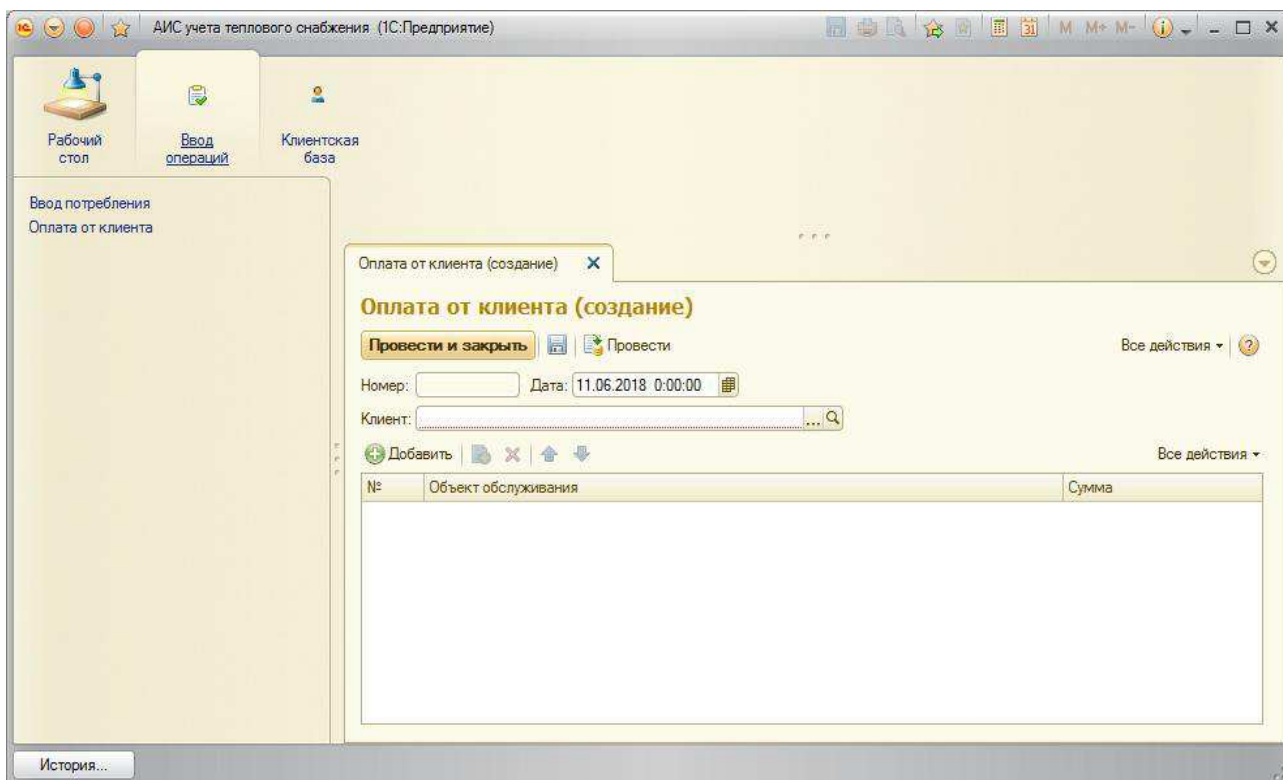 АИС учета теплового снабжения (1С:Предприятие)
M M+ M-
31
Рабочий стол
Ввод операций
Клиентская база
Ввод потребления
Оплата от клиента
Оплата от клиента (создание)
Оплата от клиента (создание)
Провести и закрыть Провести Все действия
Номер: Дата: 11.06.2018 0:00:00
Клиент: ...
Добавить Все действия
№ Объект обслуживания Сумма
История...